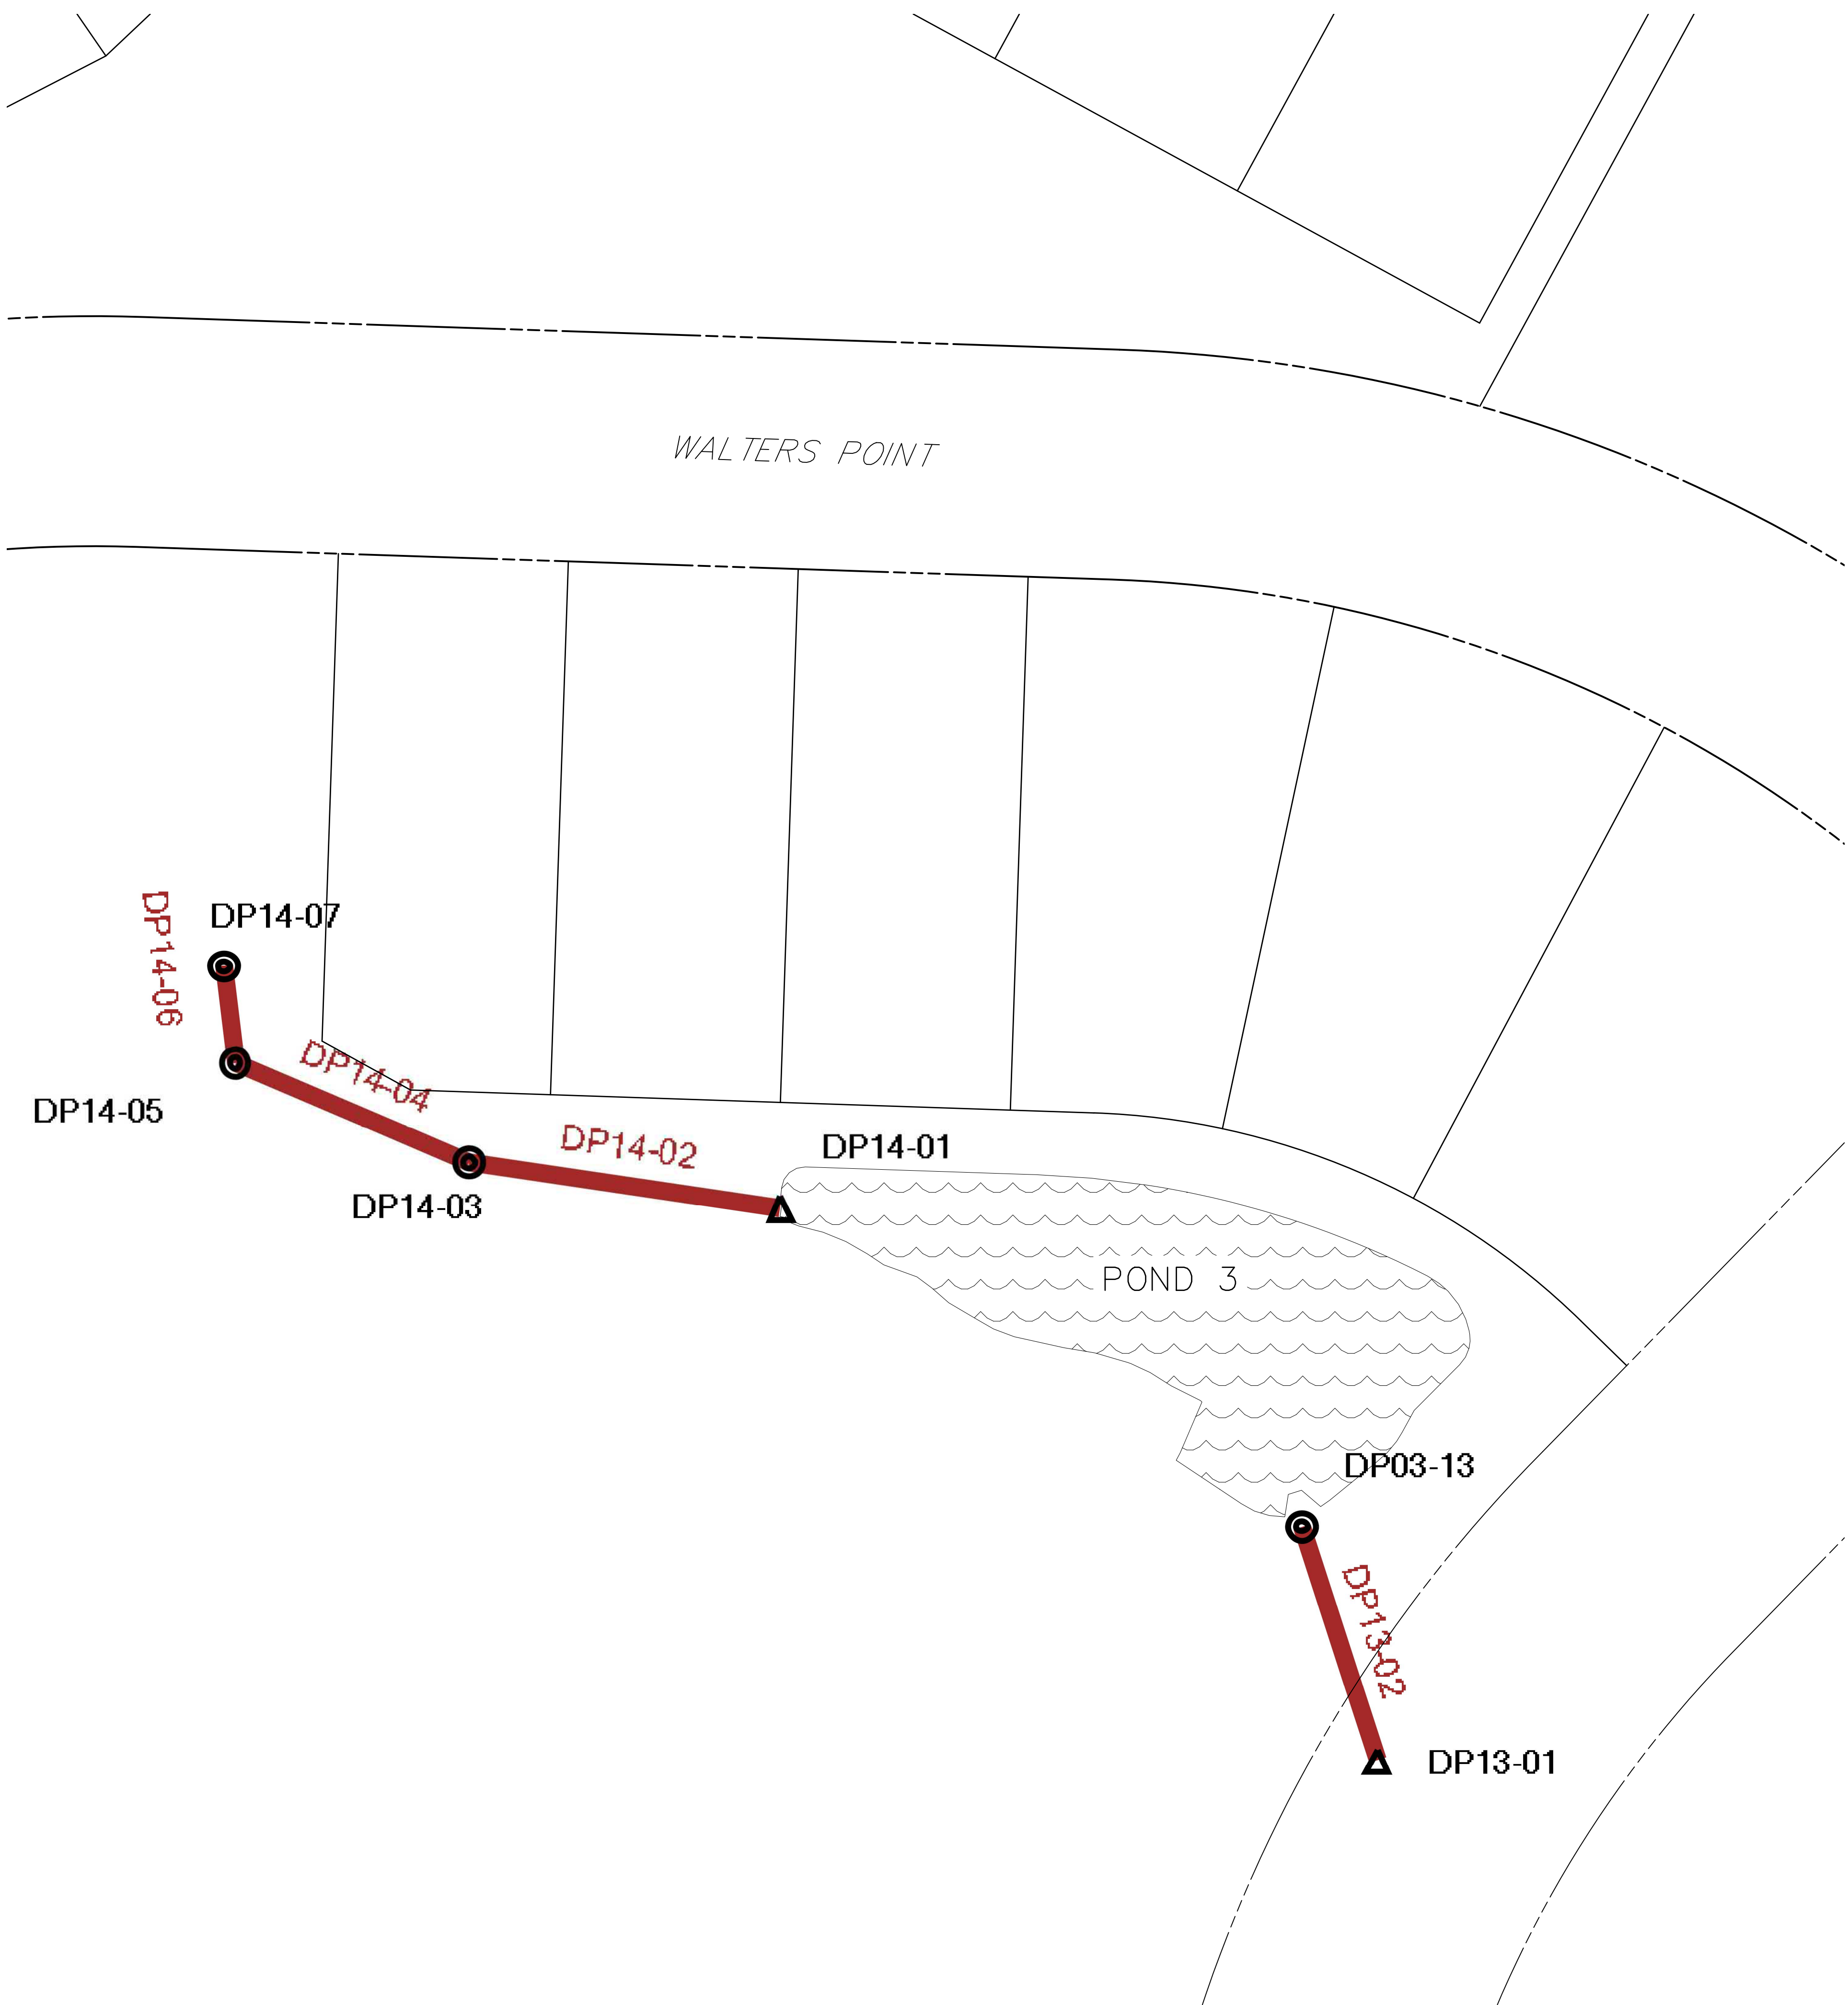 WALTERS POINT
DP14-06
DP14-07
DP14-04
DP14-05
DP14-02
DP14-01
DP14-03
POND 3
DP03-13
DP13-02
DP13-01